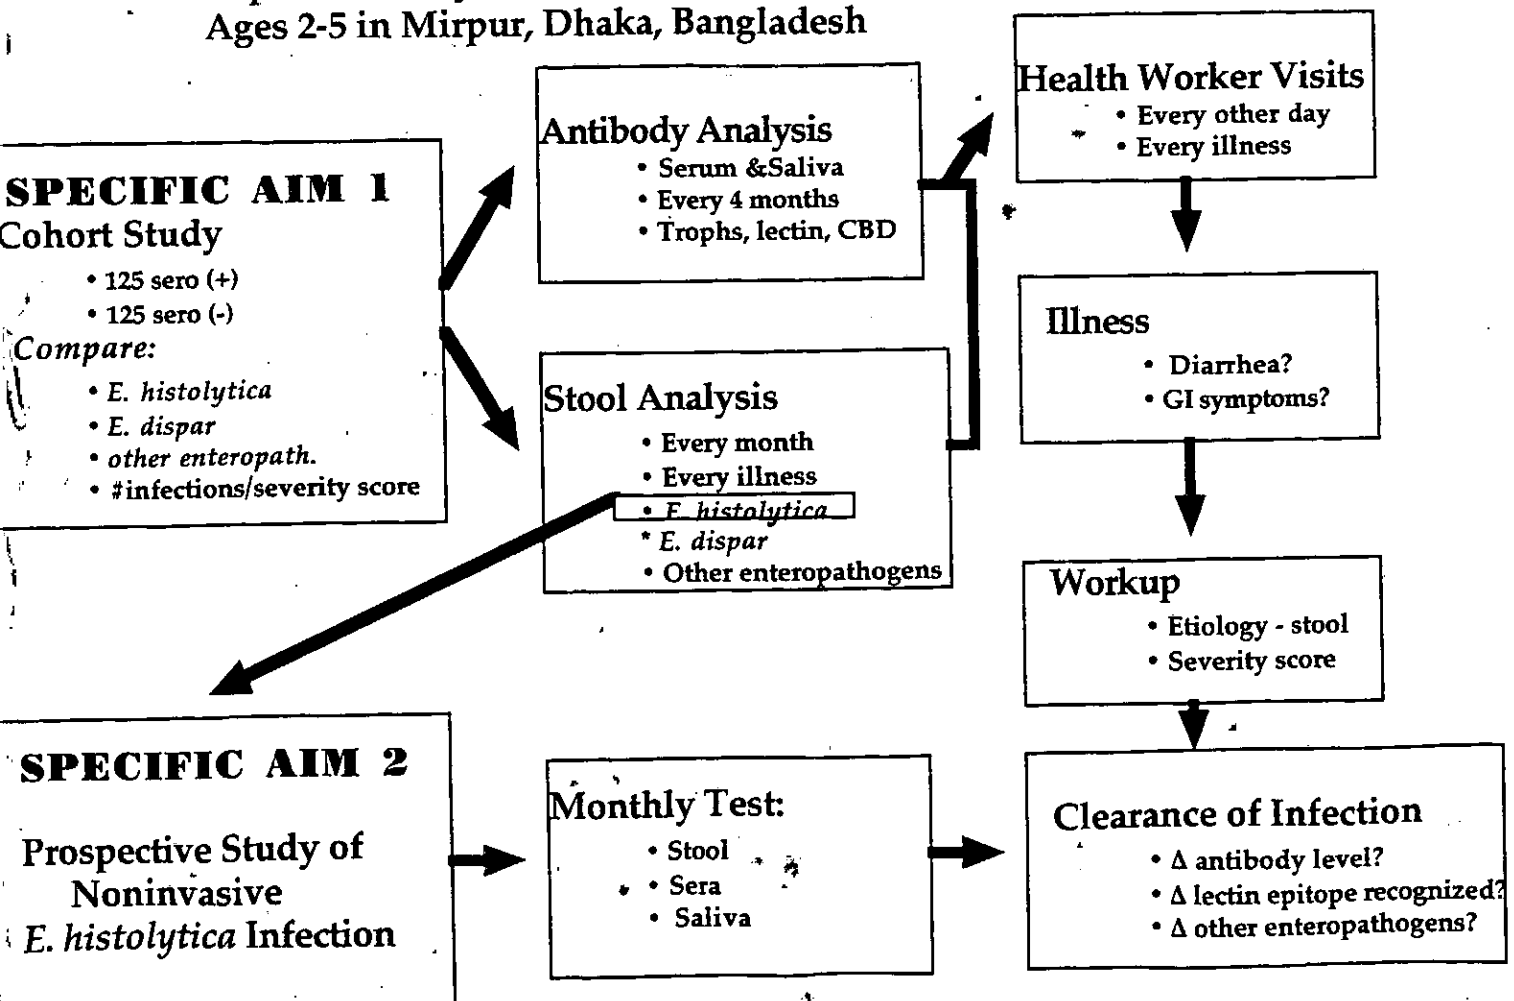 Ages 2-5 in Mirpur, Dhaka, Bangladesh
SPECIFIC AIM 1
Cohort Study
• 125 sero (+)
• 125 sero (-)
Compare:
• E. histolytica
• E. dispar
• other enteropath.
• #infections/severity score
Antibody Analysis
• Serum &Saliva
• Every 4 months
• Trophs, lectin, CBD
Stool Analysis
• Every month
• Every illness
• E. histolytica
* E. dispar
• Other enteropathogens
Health Worker Visits
• Every other day
• Every illness
Illness
• Diarrhea?
• GI symptoms?
Workup
• Etiology - stool
• Severity score
SPECIFIC AIM 2
Prospective Study of
Noninvasive
E. histolytica Infection
Monthly Test:
• Stool
• Sera
• Saliva
Clearance of Infection
• Δ antibody level?
• Δ lectin epitope recognized?
• Δ other enteropathogens?